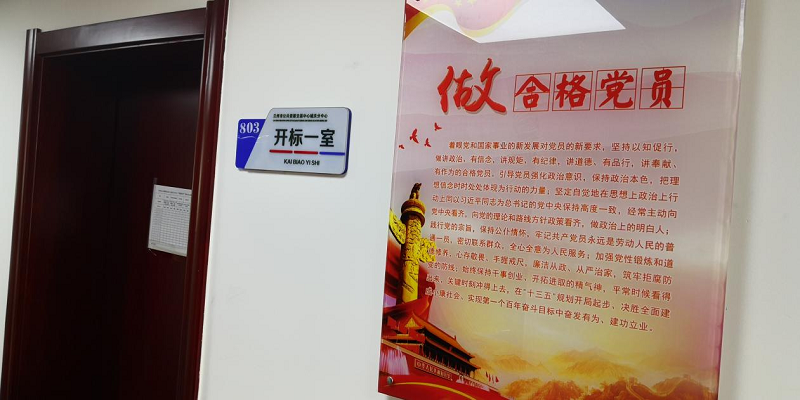 803
兰州市公共资源交易中心城关分中心
开标一室
KAI BIAO YI SHI
做合格党员
着眼党和国家事业的新发展对党员的新要求，坚持以知促行，
做讲政治、有信念，讲规矩、有纪律，讲道德、有品行，讲奉献、
有作为的合格党员。引导党员强化政治意识，保持政治本色，把理
想信念时时处处体现为行动的力量；坚定自觉地在思想上政治上行
动上同以习近平同志为总书记的党中央保持高度一致，经常主动向
党中央看齐，向党的理论和路线方针政策看齐，做政治上的明白人；
践行党的宗旨，保持公仆情怀，牢记共产党员永远是劳动人民的普
通一员，密切联系群众，全心全意为人民服务；加强党性锻炼和道
德修养，心存敬畏、手握戒尺，廉洁从政、从严治家，筑牢拒腐防
变的防线，始终保持干事创业、开拓进取的精气神，平常时候看得
出来，关键时刻冲得上去，在"十三五"规划开局起步、决胜全面建
成小康社会、实现第一个百年奋斗目标中奋发有为、建功立业。